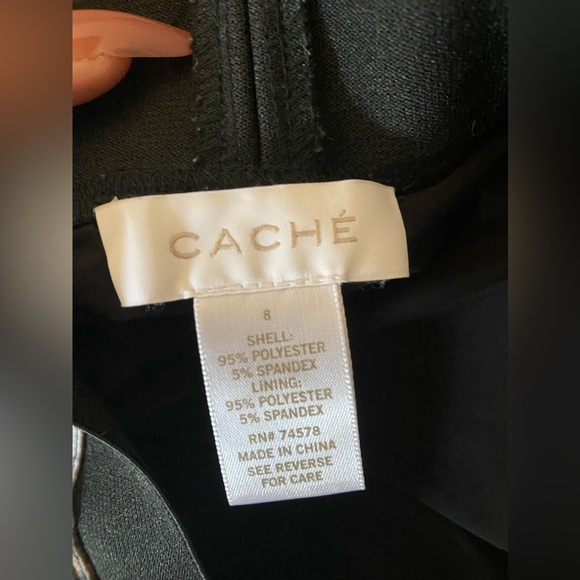 CACHÉ
8
SHELL:
95% POLYESTER
5% SPANDEX
LINING:
95% POLYESTER
5% SPANDEX
RN# 74578
MADE IN CHINA
SEE REVERSE
FOR CARE